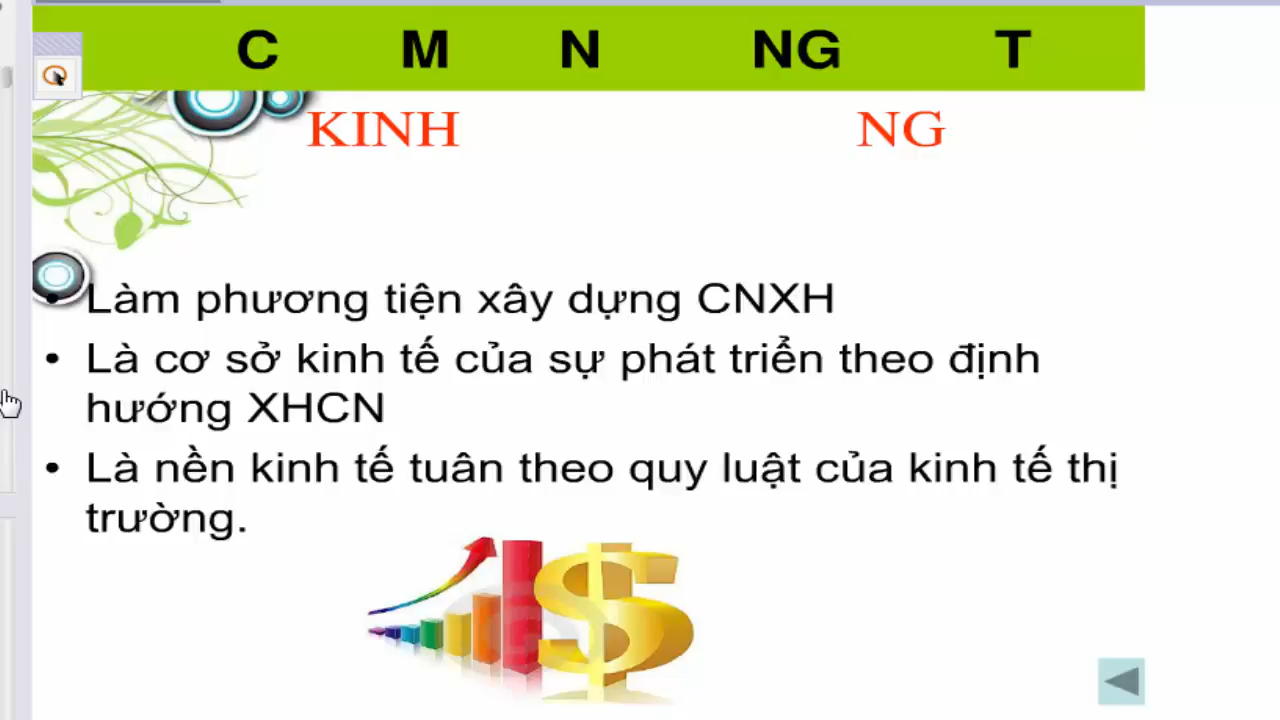 C M N NG T
KINH NG
• Làm phương tiện xây dựng CNXH
• Là cơ sở kinh tế của sự phát triển theo định
hướng XHCN
• Là nền kinh tế tuân theo quy luật của kinh tế thị
trường.